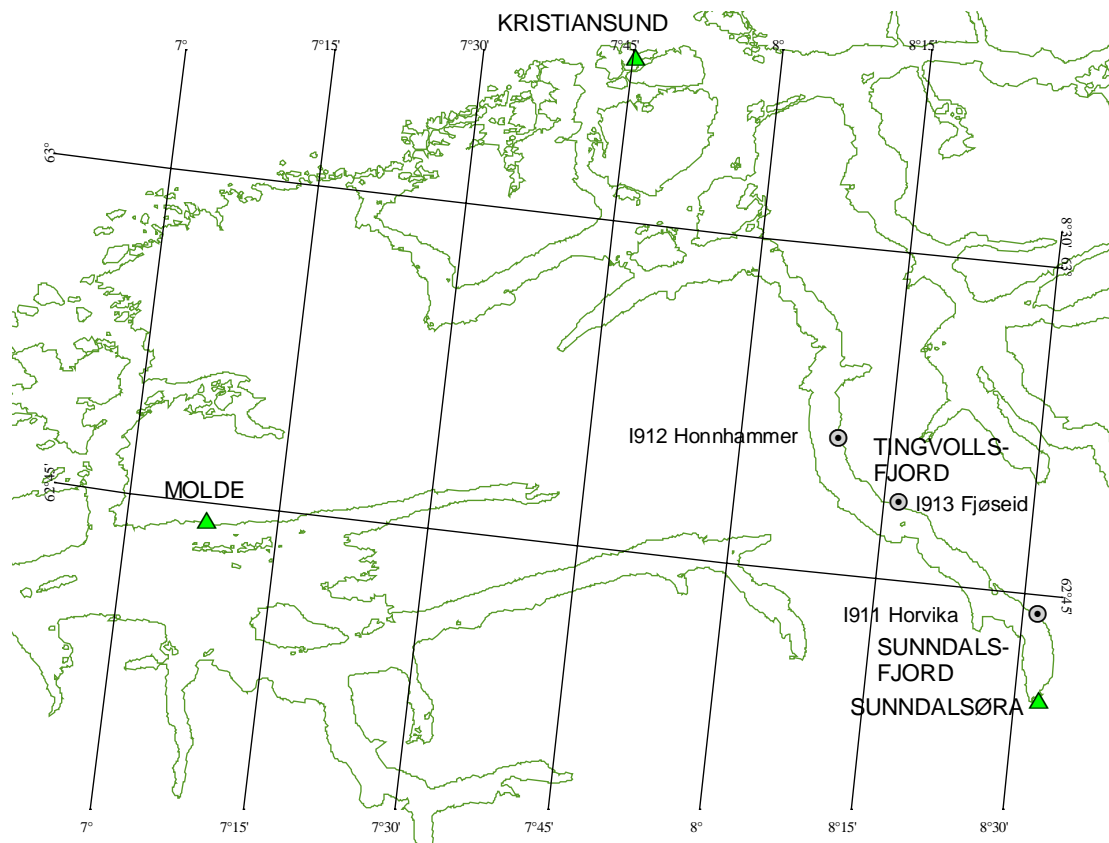 KRISTIANSUND
7°
7°15'
7°30'
7°45'
8°
8°15'
63°
8°30'
63°
I912 Honnhammer
TINGVOLLS-
FJORD
62°45'
MOLDE
I913 Fjøseid
62°45'
I911 Horvika
SUNNDALS-
FJORD
SUNNDALSØRA
7°
7°15'
7°30'
7°45'
8°
8°15'
8°30'